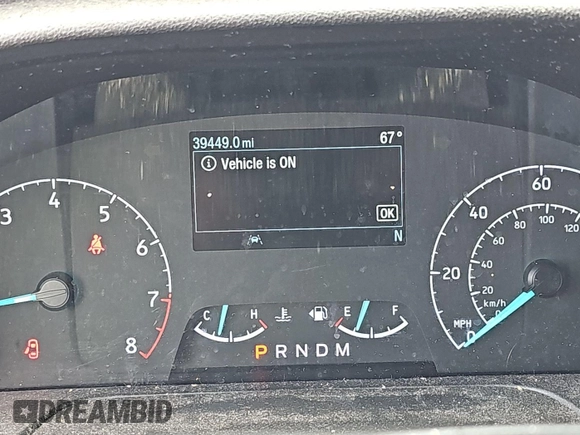 39449.0 mi 67°
Vehicle is ON
OK
N
3 4 5 6 7 8
C H
E F
P R N D M
0 20 40 60
MPH
0 20 40 60 80 100 120
km/h
DREAMBID